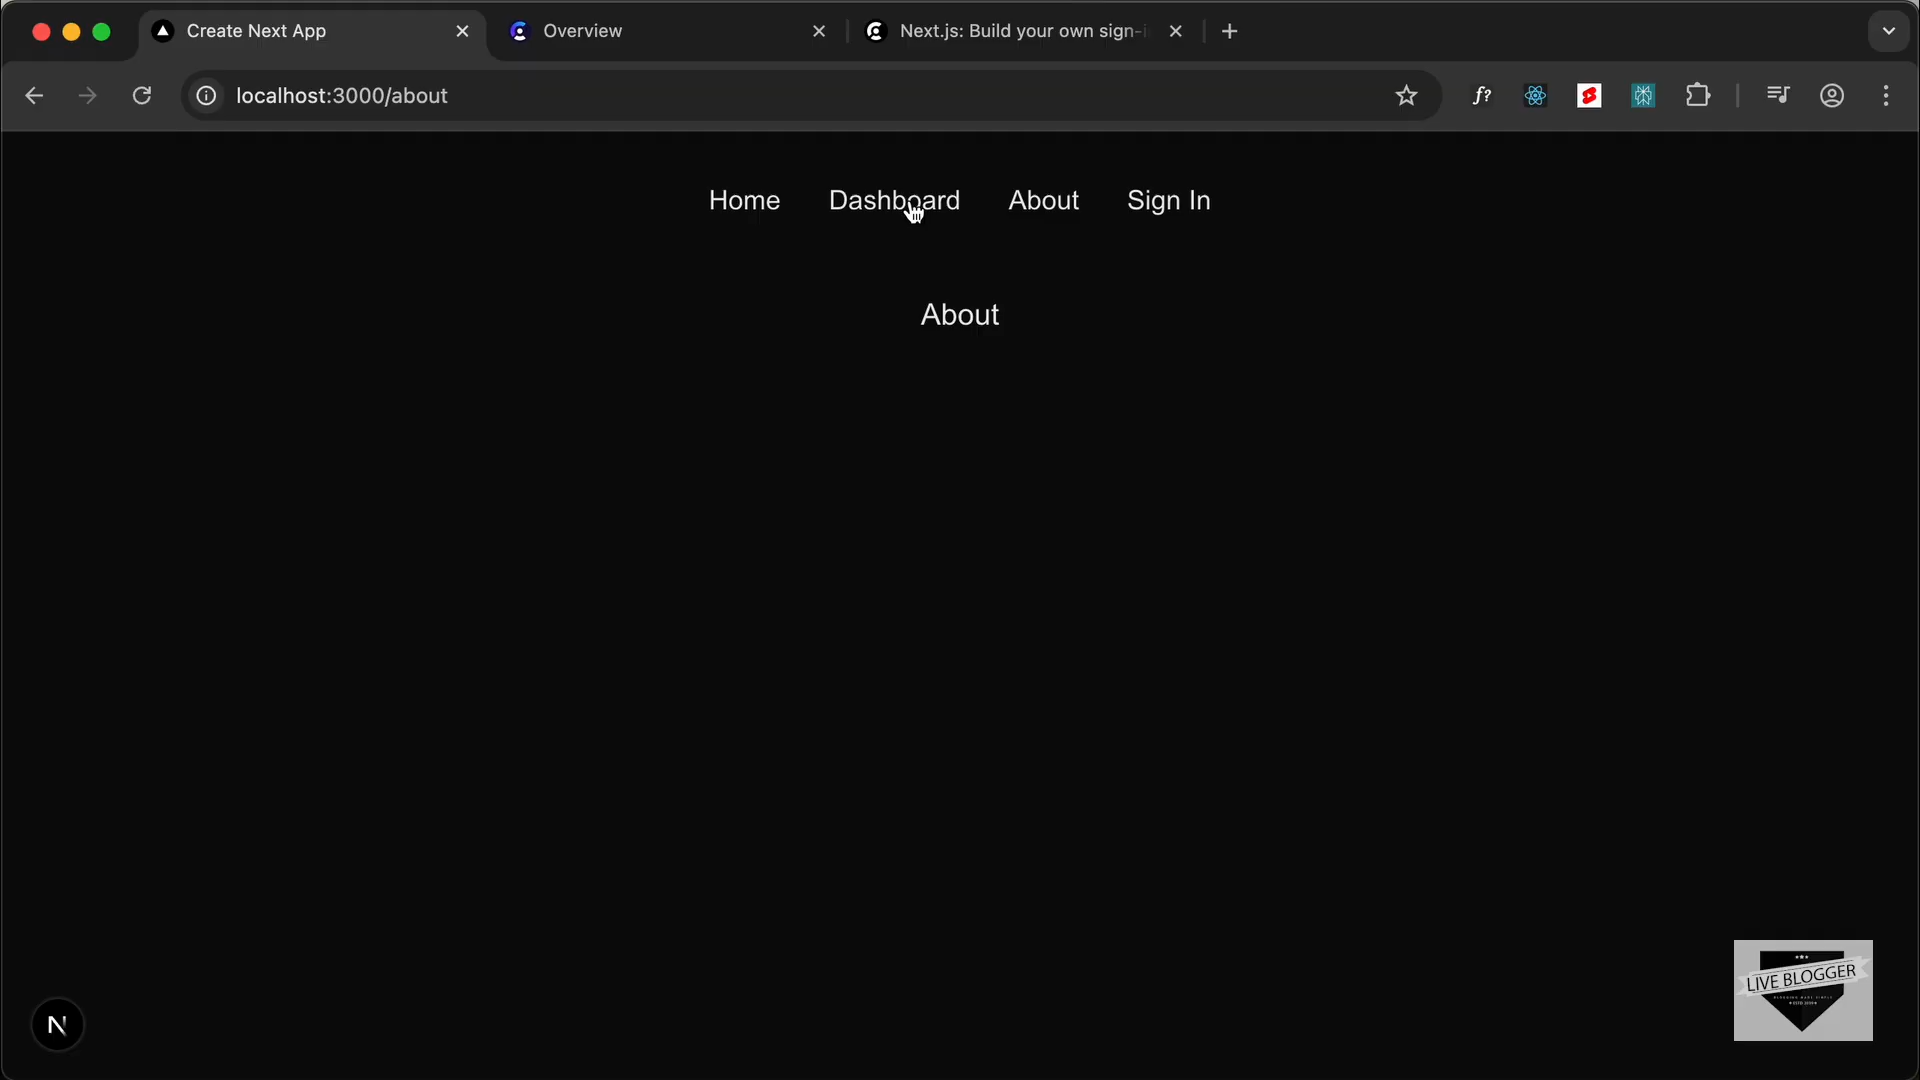 Create Next App
Overview
Next.js: Build your own sign-
localhost:3000/about
f?
Home
Dashboard
About
Sign In
About
N
LIVE BLOGGER